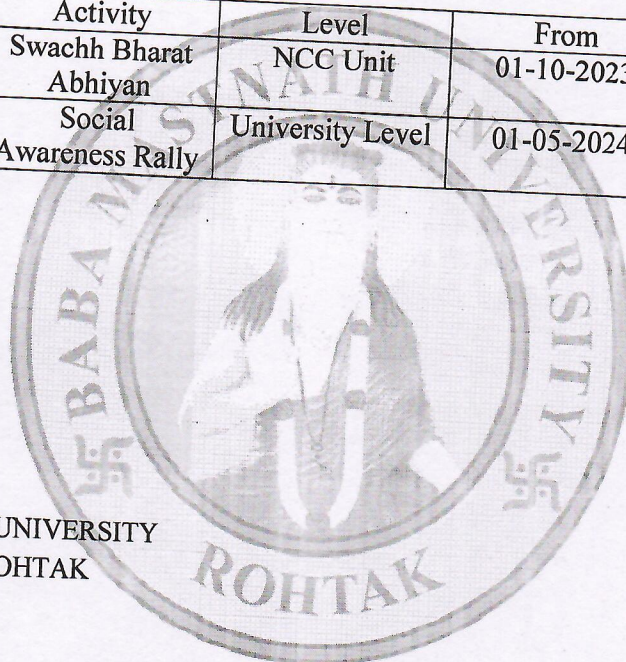 Activity Level From
Swachh Bharat NCC Unit 01-10-2023
Abhiyan
Social University Level 01-05-2024
Awareness Rally
BABA MASTNATH UNIVERSITY
ROHTAK
UNIVERSITY
OHTAK